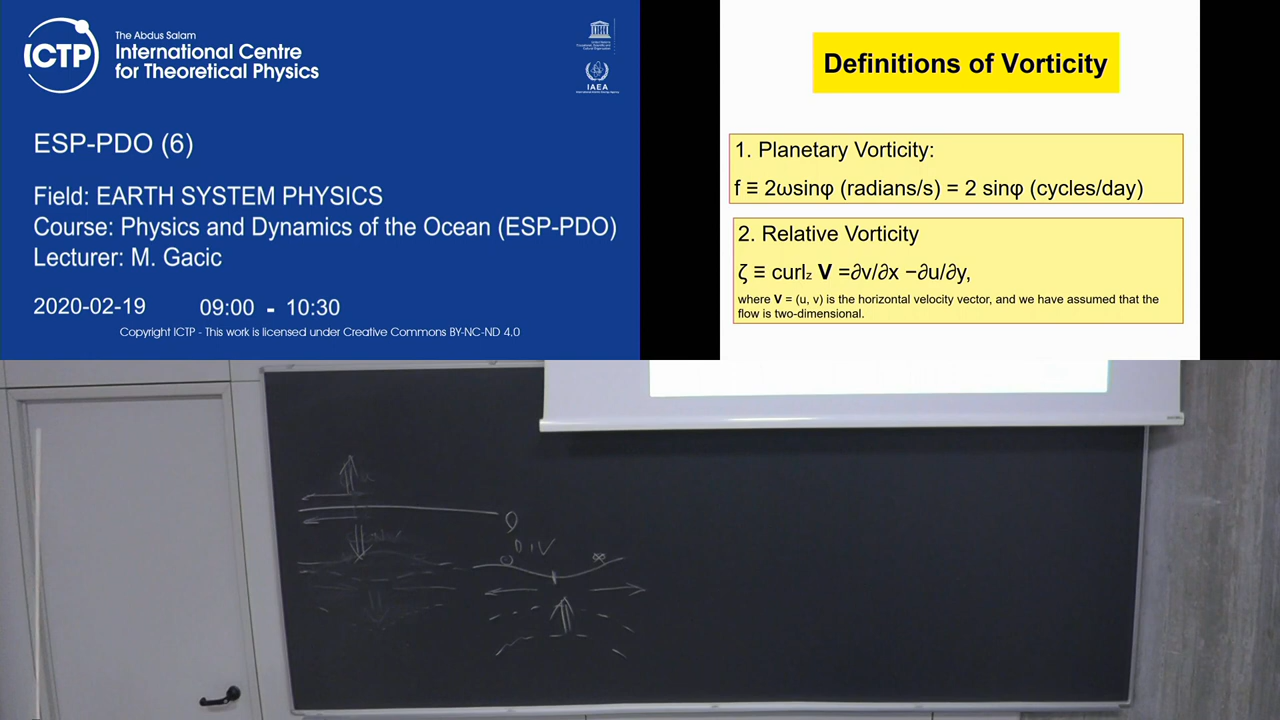 The Abdus Salam
ICTP International Centre
for Theoretical Physics
IAEA
ESP-PDO (6)
Field: EARTH SYSTEM PHYSICS
Course: Physics and Dynamics of the Ocean (ESP-PDO)
Lecturer: M. Gacic
2020-02-19 09:00 - 10:30
Copyright ICTP - This work is licensed under Creative Commons BY-NC-ND 4.0
Definitions of Vorticity
1. Planetary Vorticity:
f ≡ 2ωsinφ (radians/s) = 2 sinφ (cycles/day)
2. Relative Vorticity
ζ ≡ curlz V =∂v/∂x −∂u/∂y,
where V = (u, v) is the horizontal velocity vector, and we have assumed that the
flow is two-dimensional.
DIV